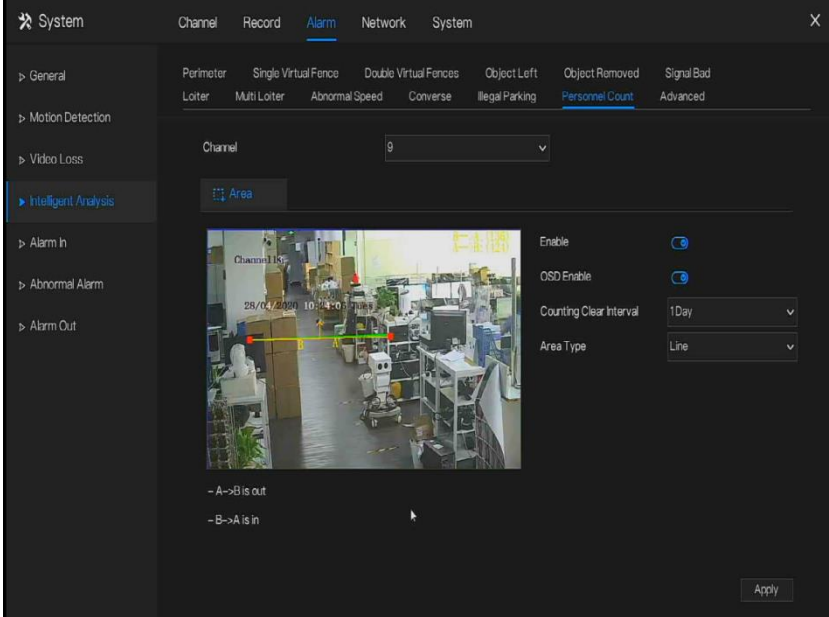 System
Channel Record Alarm Network System X
General
Motion Detection
Video Loss
Intelligent Analysis
Alarm In
Abnormal Alarm
Alarm Out
Perimeter Single Virtual Fence Double Virtual Fences Object Left Object Removed Signal Bad
Loiter Multi Loiter Abnormal Speed Converse Illegal Parking Personnel Count Advanced
Channel 9
Area
28/04/2020
B A
Enable
OSD Enable
Counting Clear Interval 1Day
Area Type Line
– A->B is out
– B->A is in
Apply